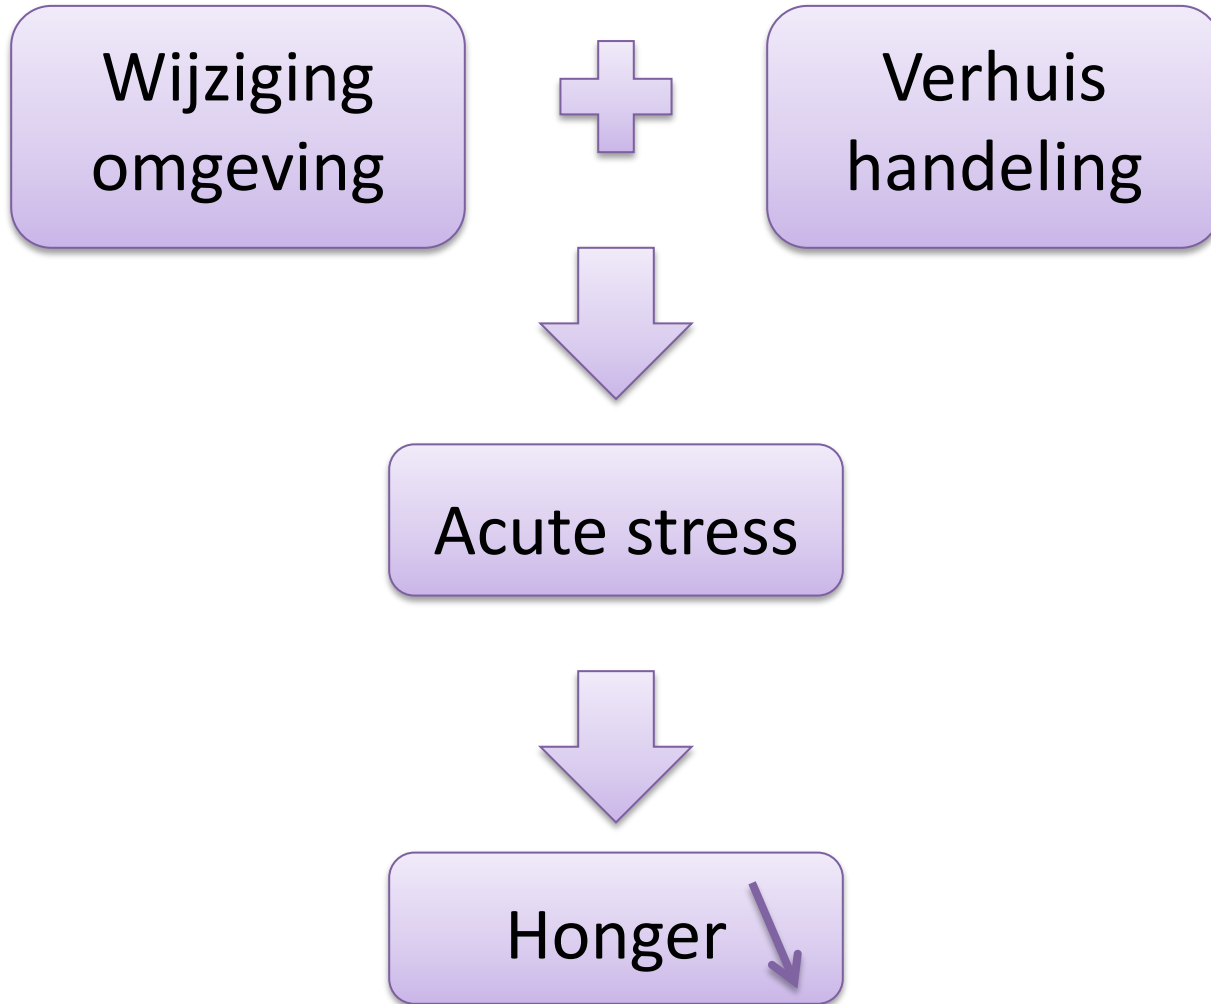 Wijziging
omgeving
Verhuis
handeling
Acute stress
Honger